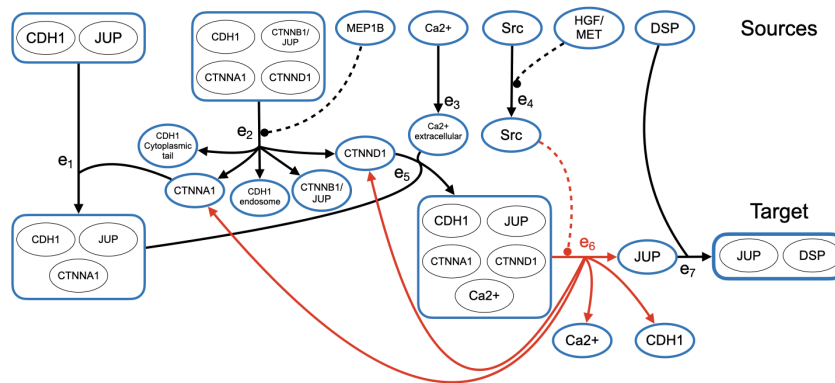 CDH1
JUP
CDH1
CTNNB1/
JUP
CTNNA1
CTNND1
MEP1B
Ca2+
Src
HGF/
MET
DSP
Sources
e3
e4
e2
CDH1
Cytoplasmic
tail
Ca2+
extracellular
Src
e1
CTNND1
e5
CTNNA1
CDH1
endosome
CTNNB1/
JUP
CDH1
JUP
Target
CDH1
JUP
CTNNA1
e6
CTNNA1
CTNND1
JUP
e7
JUP
DSP
Ca2+
Ca2+
CDH1